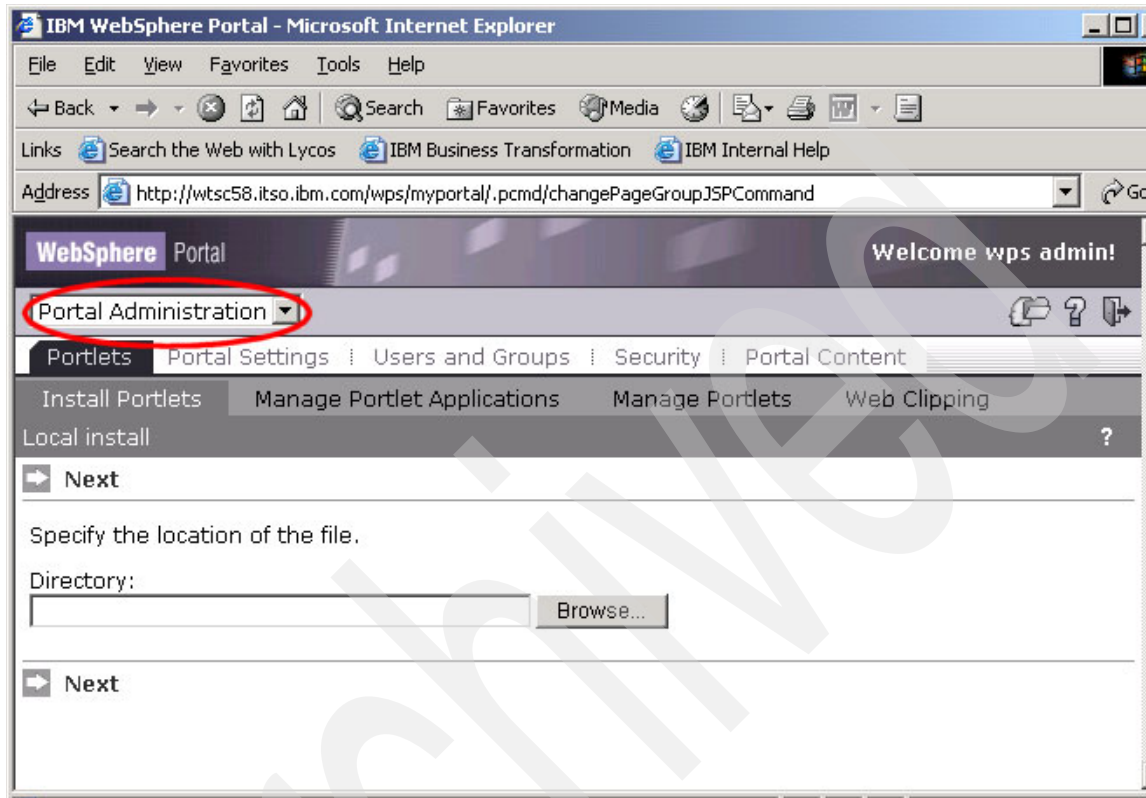 IBM WebSphere Portal - Microsoft Internet Explorer
File Edit View Favorites Tools Help
Back Search Favorites Media
Links Search the Web with Lycos IBM Business Transformation IBM Internal Help
Address http://wtsc58.itso.ibm.com/wps/myportal/.pcmd/changePageGroupJSPCommand Go
WebSphere Portal Welcome wps admin!
Portal Administration ?
Portlets Portal Settings Users and Groups Security Portal Content
Install Portlets Manage Portlet Applications Manage Portlets Web Clipping
Local install ?
Next
Specify the location of the file.
Directory:
Browse...
Next